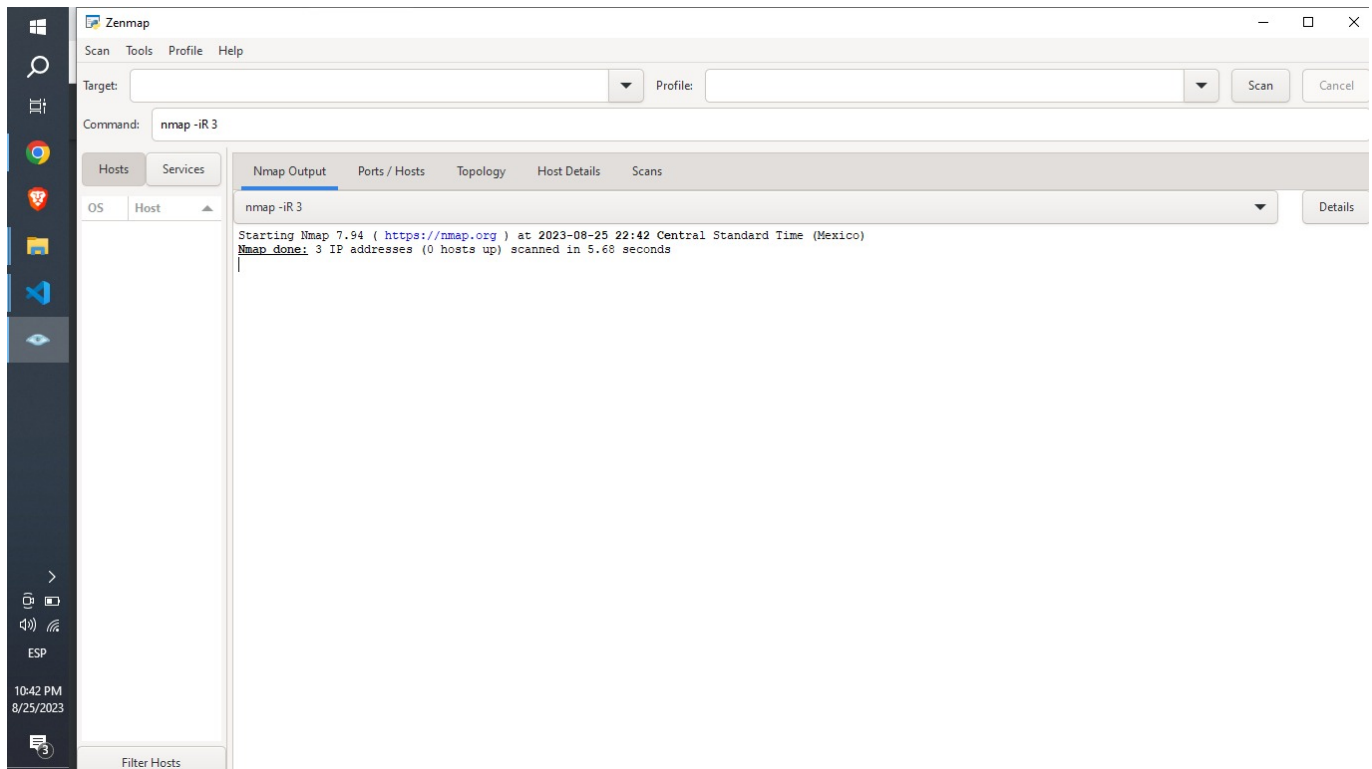 Zenmap
Scan Tools Profile Help
Target: Profile: Scan Cancel
Command: nmap -iR 3
Hosts Services
Nmap Output Ports / Hosts Topology Host Details Scans
OS Host
nmap -iR 3 Details
Starting Nmap 7.94 ( https://nmap.org ) at 2023-08-25 22:42 Central Standard Time (Mexico)
Nmap done: 3 IP addresses (0 hosts up) scanned in 5.68 seconds
ESP
10:42 PM
8/25/2023
3
Filter Hosts